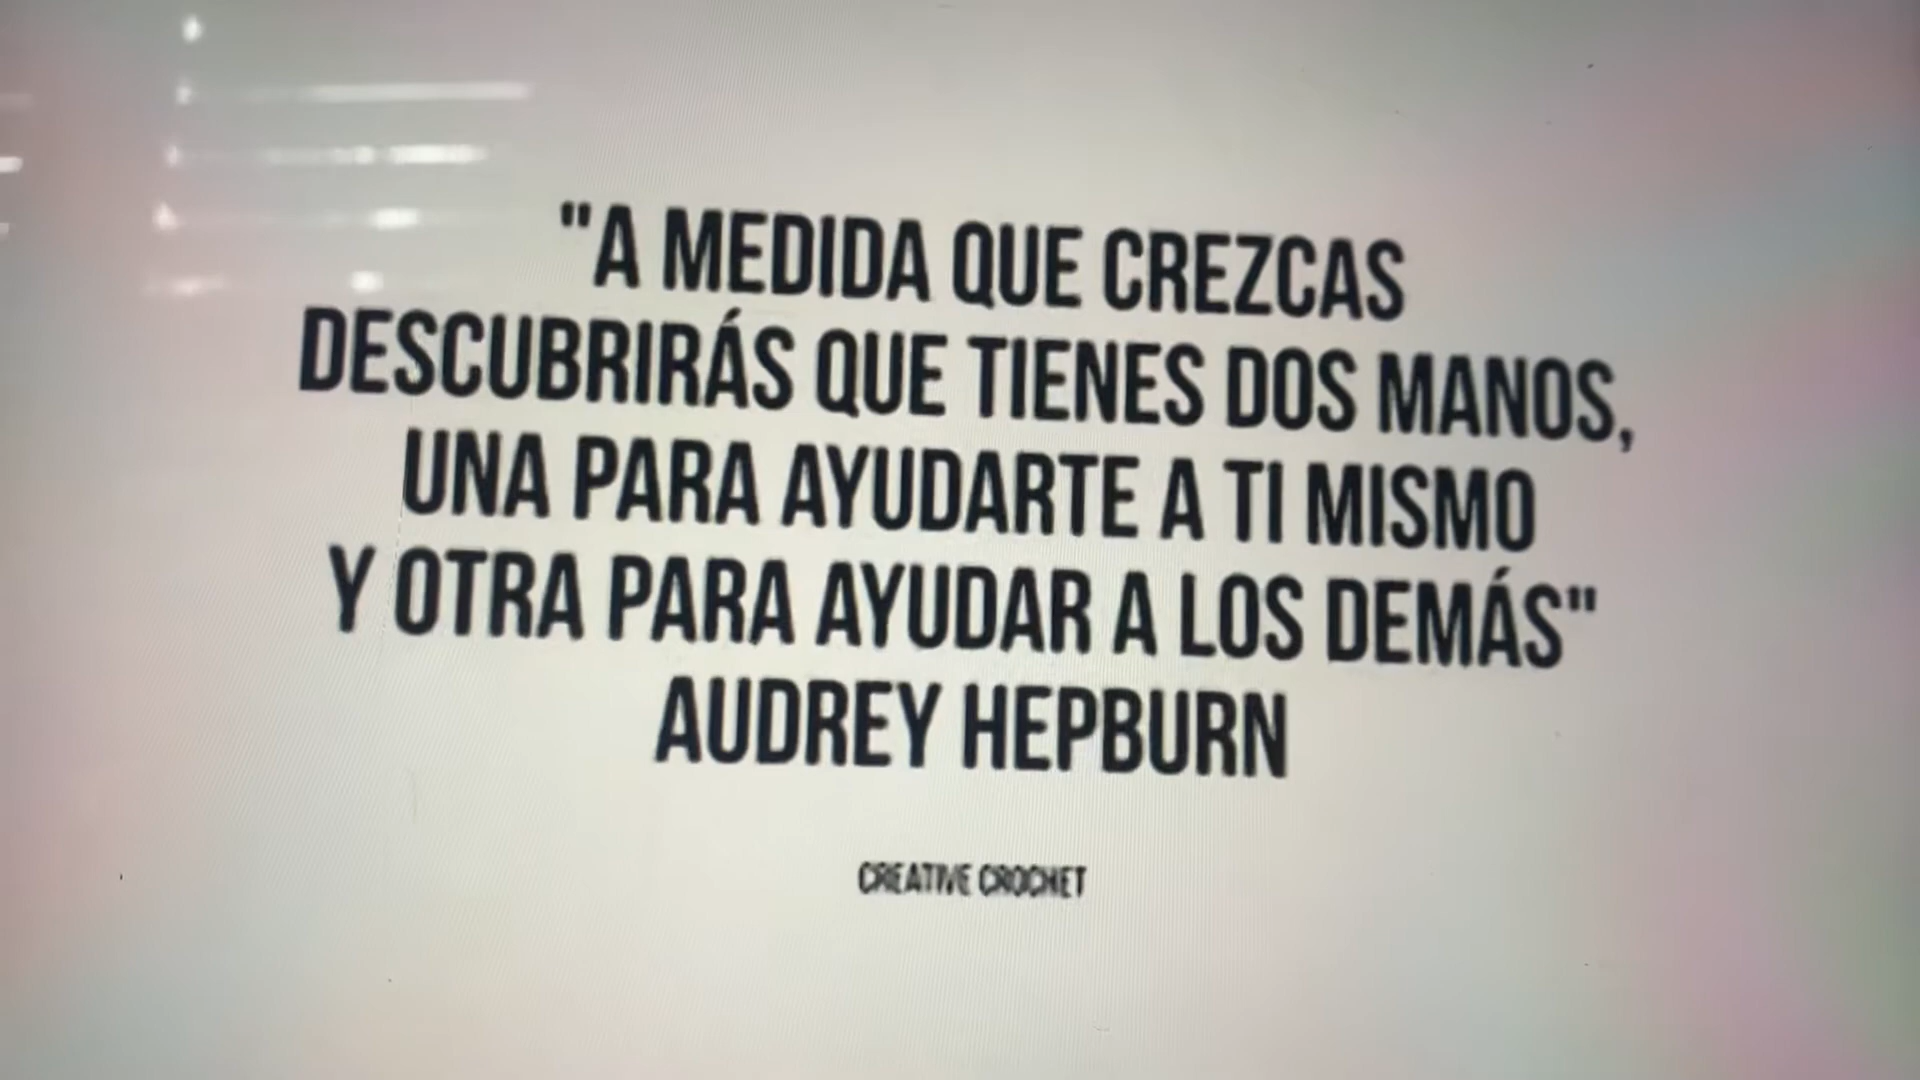 "A MEDIDA QUE CREZCAS
DESCUBRIRÁS QUE TIENES DOS MANOS,
UNA PARA AYUDARTE A TI MISMO
Y OTRA PARA AYUDAR A LOS DEMÁS"
AUDREY HEPBURN
CREATIVE CROCHET